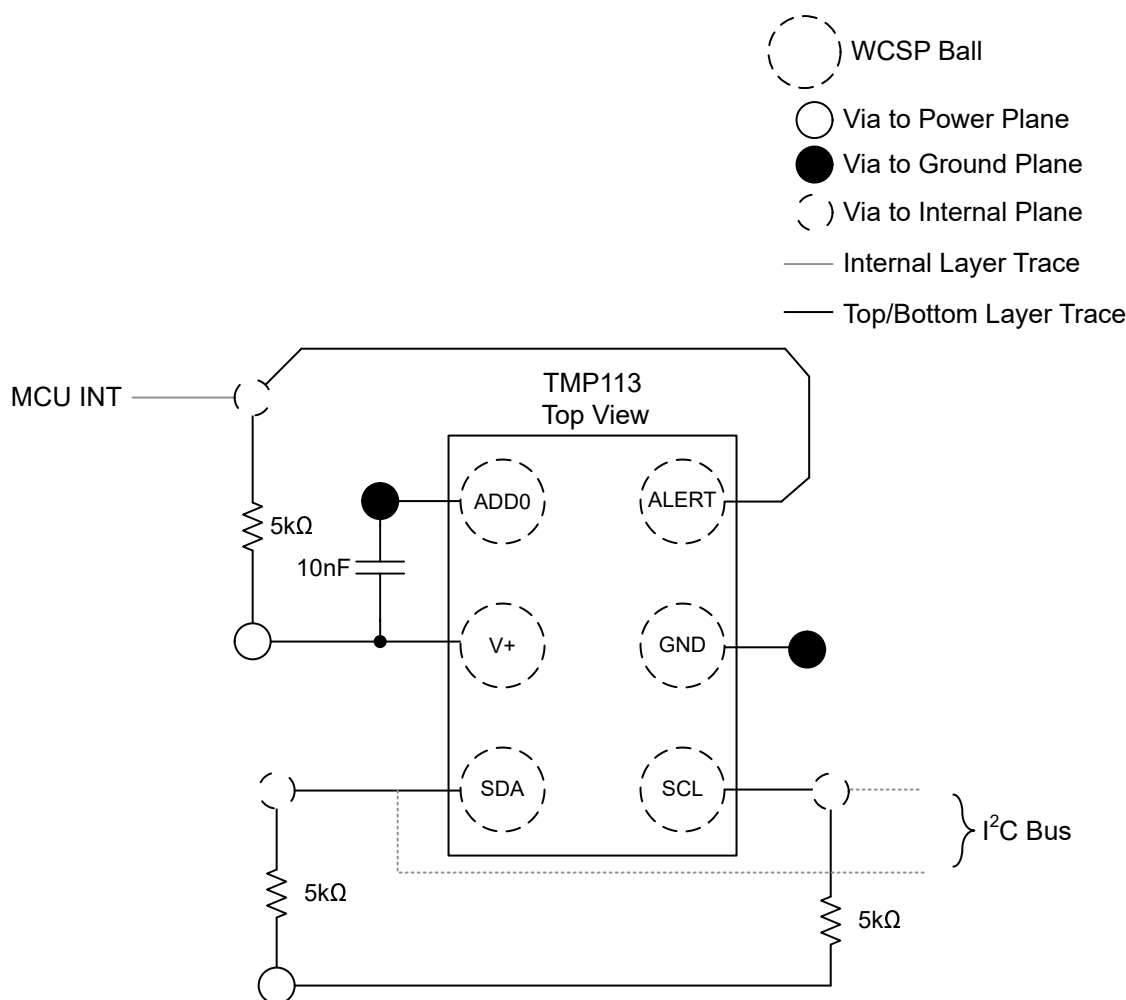 WCSP Ball
Via to Power Plane
Via to Ground Plane
Via to Internal Plane
Internal Layer Trace
Top/Bottom Layer Trace
MCU INT
TMP113
Top View
ADD0
ALERT
5kΩ
10nF
V+
GND
SDA
SCL
I²C Bus
5kΩ
5kΩ